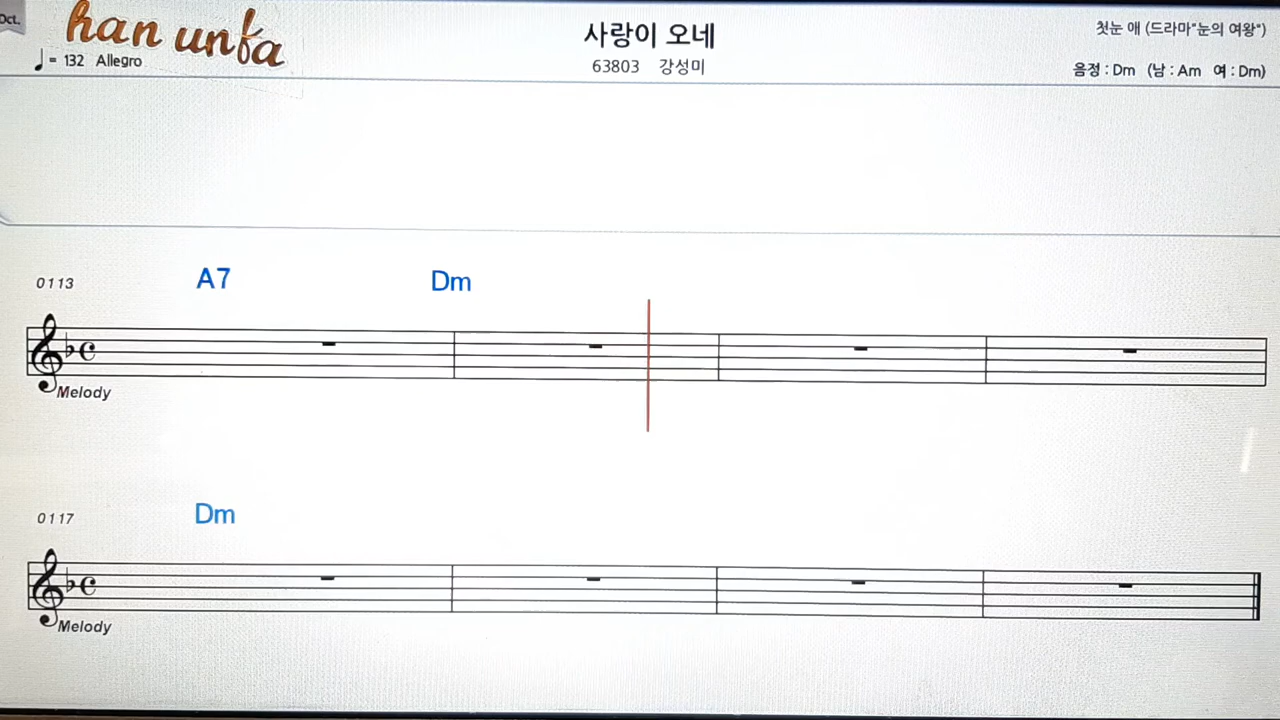 Oct.
han unfa
♩ = 132 Allegro
사랑이 오네
63803 강성미
첫눈 애 (드라마"눈의 여왕")
음정 : Dm (남 : Am 여 : Dm)
0113 A7 Dm
Melody
0117 Dm
Melody